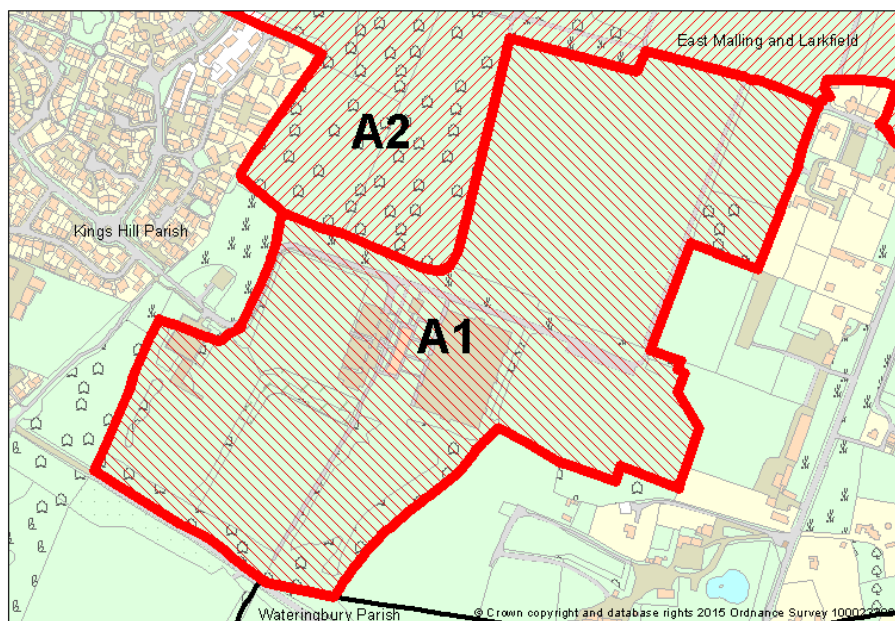 East Malling and Larkfield
A2
Kings Hill Parish
A1
Wateringbury Parish
© Crown copyright and database rights 2015 Ordnance Survey